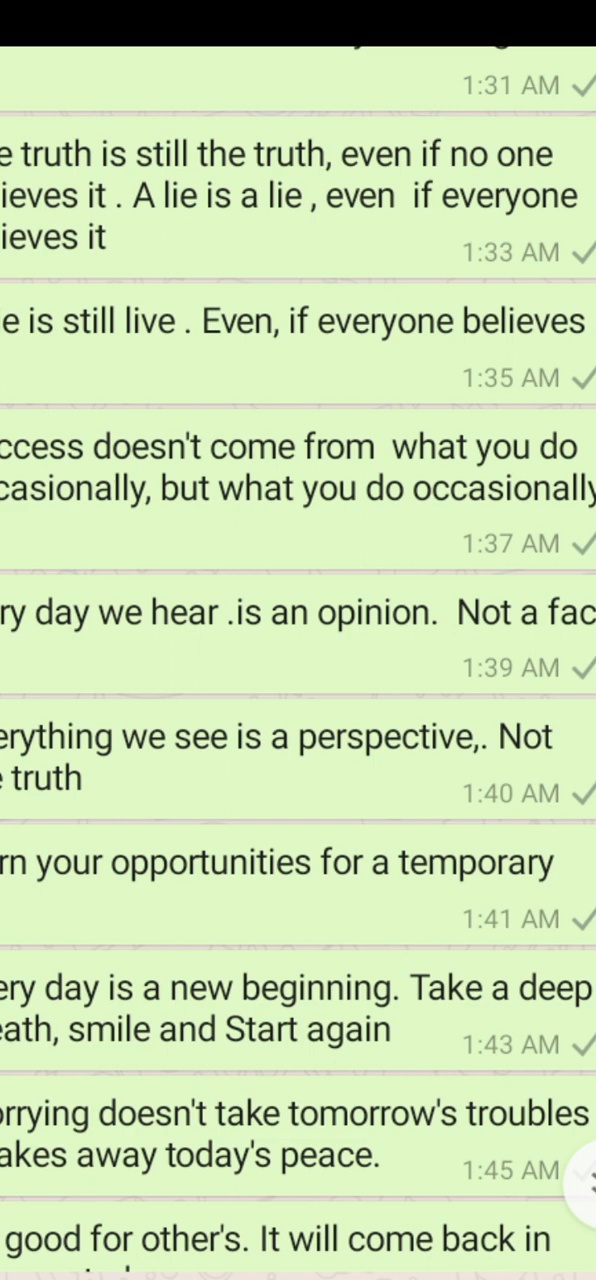 1:31 AM
e truth is still the truth, even if no one
ieves it . A lie is a lie , even  if everyone
ieves it
1:33 AM
e is still live . Even, if everyone believes
1:35 AM
ccess doesn't come from  what you do
casionally, but what you do occasionally
1:37 AM
ry day we hear .is an opinion.  Not a fac
1:39 AM
erything we see is a perspective,. Not
e truth
1:40 AM
rn your opportunities for a temporary
1:41 AM
ery day is a new beginning. Take a deep
eath, smile and Start again
1:43 AM
orrying doesn't take tomorrow's troubles
akes away today's peace.
1:45 AM
good for other's. It will come back in